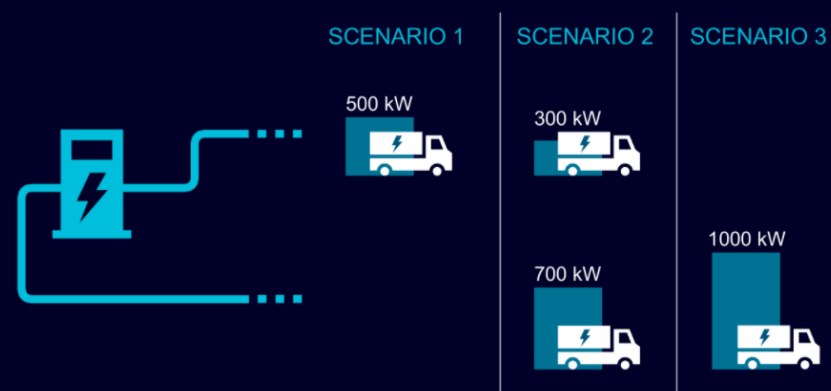 SCENARIO 1
SCENARIO 2
SCENARIO 3
500 kW
300 kW
700 kW
1000 kW